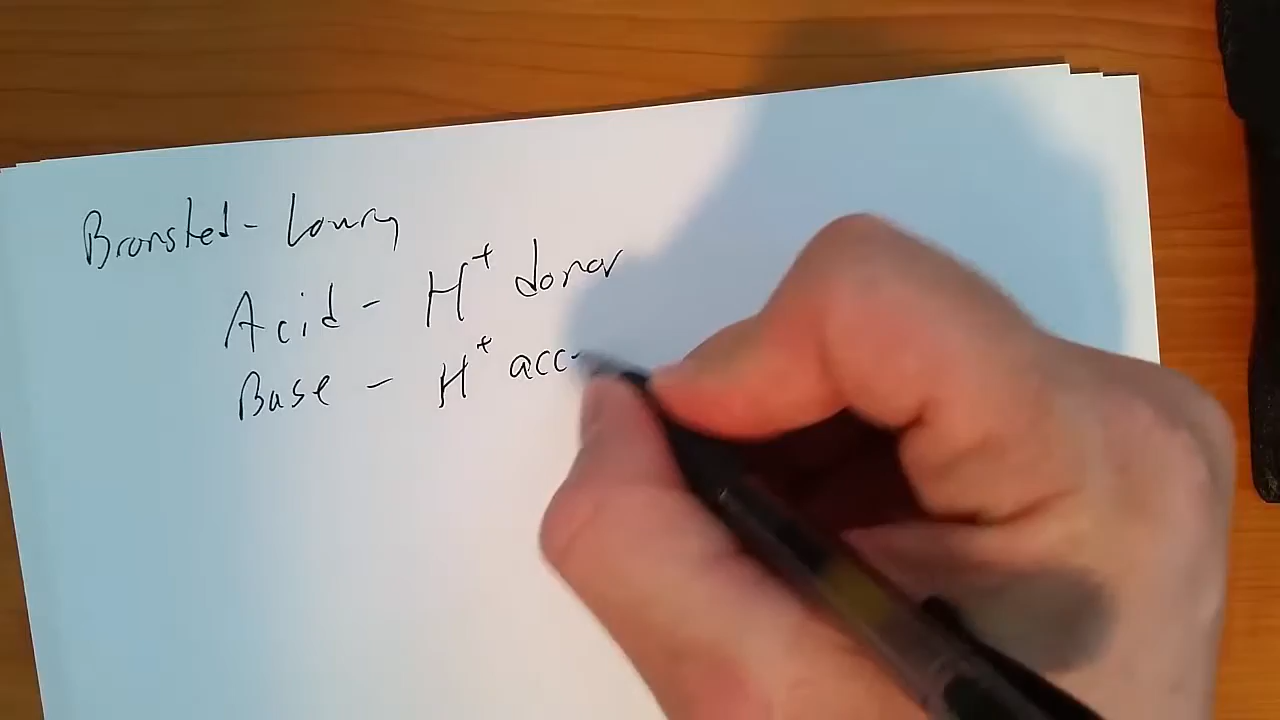 Bronsted - Lowry
Acid - H⁺ donor
Base - H⁺ acc